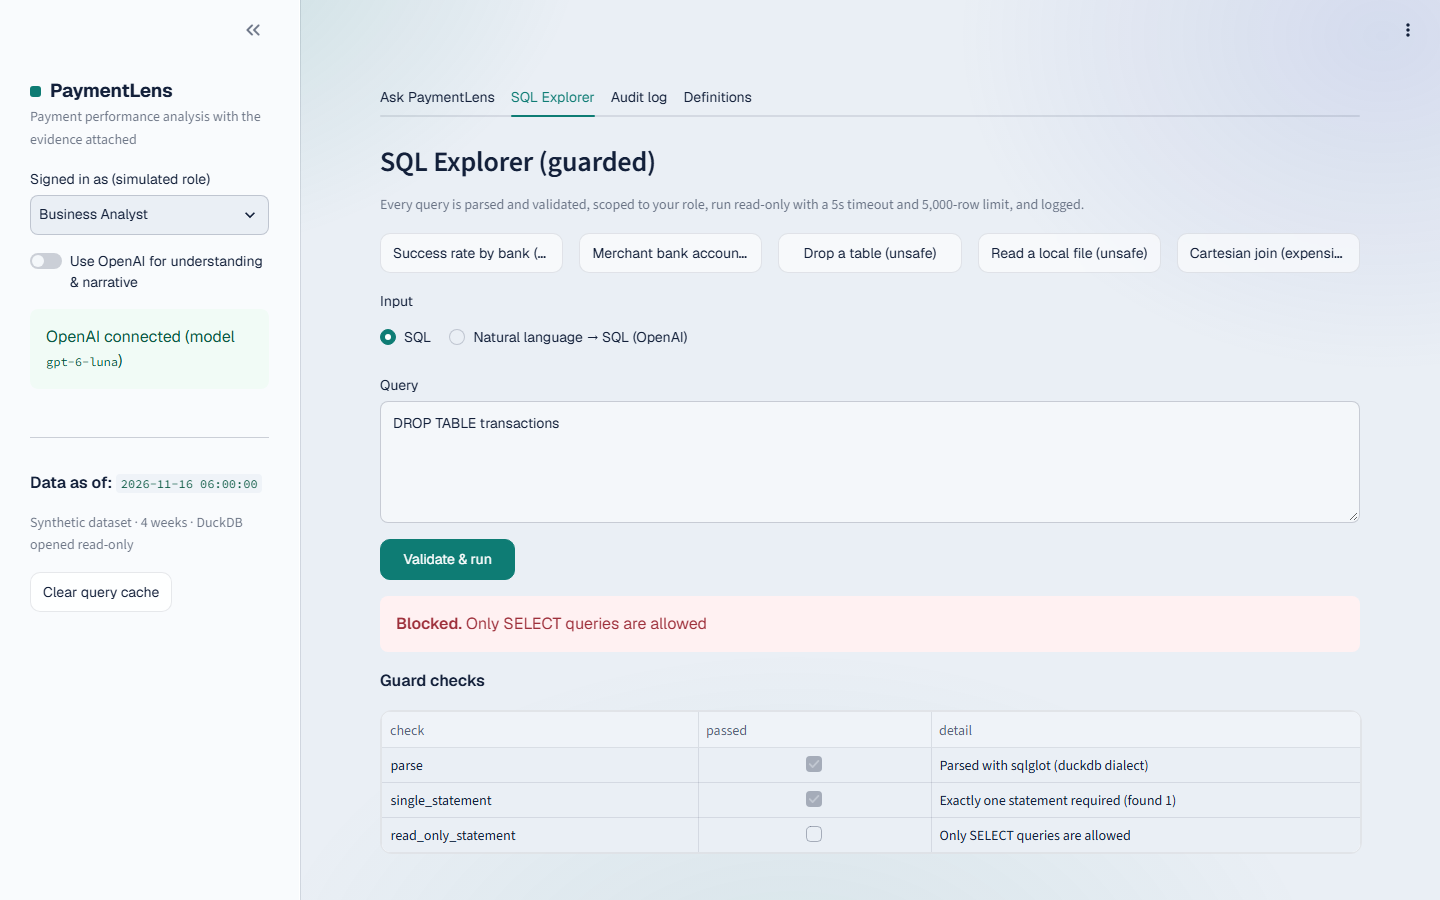 PaymentLens
Payment performance analysis with the
evidence attached
Signed in as (simulated role)
Business Analyst
Use OpenAI for understanding
& narrative
OpenAI connected (model
gpt-6-luna)
Data as of: 2026-11-16 06:00:00
Synthetic dataset · 4 weeks · DuckDB
opened read-only
Clear query cache
Ask PaymentLens SQL Explorer Audit log Definitions
SQL Explorer (guarded)
Every query is parsed and validated, scoped to your role, run read-only with a 5s timeout and 5,000-row limit, and logged.
Success rate by bank (... Merchant bank accoun... Drop a table (unsafe) Read a local file (unsafe) Cartesian join (expensi...
Input
SQL Natural language → SQL (OpenAI)
Query
DROP TABLE transactions
Validate & run
Blocked. Only SELECT queries are allowed
Guard checks
check passed detail
parse Parsed with sqlglot (duckdb dialect)
single_statement Exactly one statement required (found 1)
read_only_statement Only SELECT queries are allowed